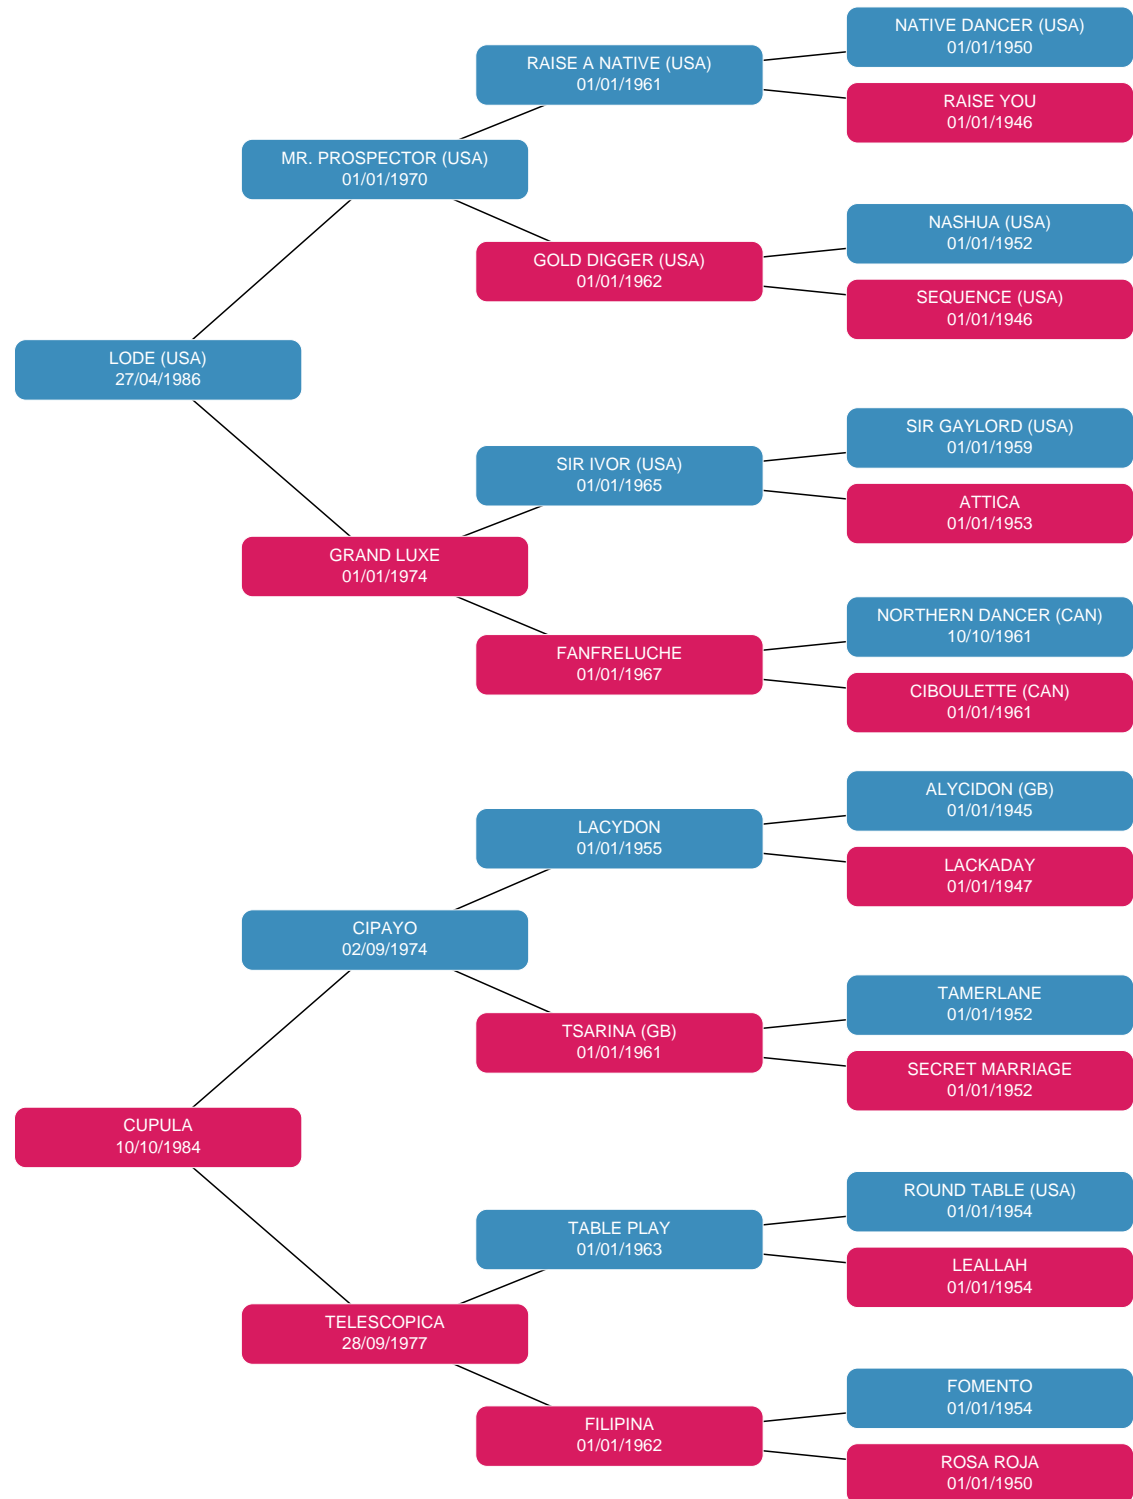 NATIVE DANCER (USA)
01/01/1950
RAISE A NATIVE (USA)
01/01/1961
RAISE YOU
01/01/1946
MR. PROSPECTOR (USA)
01/01/1970
NASHUA (USA)
01/01/1952
GOLD DIGGER (USA)
01/01/1962
SEQUENCE (USA)
01/01/1946
LODE (USA)
27/04/1986
SIR GAYLORD (USA)
01/01/1959
SIR IVOR (USA)
01/01/1965
ATTICA
01/01/1953
GRAND LUXE
01/01/1974
NORTHERN DANCER (CAN)
10/10/1961
FANFRELUCHE
01/01/1967
CIBOULETTE (CAN)
01/01/1961
ALYCIDON (GB)
01/01/1945
LACYDON
01/01/1955
LACKADAY
01/01/1947
CIPAYO
02/09/1974
TAMERLANE
01/01/1952
TSARINA (GB)
01/01/1961
SECRET MARRIAGE
01/01/1952
CUPULA
10/10/1984
ROUND TABLE (USA)
01/01/1954
TABLE PLAY
01/01/1963
LEALLAH
01/01/1954
TELESCOPICA
28/09/1977
FOMENTO
01/01/1954
FILIPINA
01/01/1962
ROSA ROJA
01/01/1950